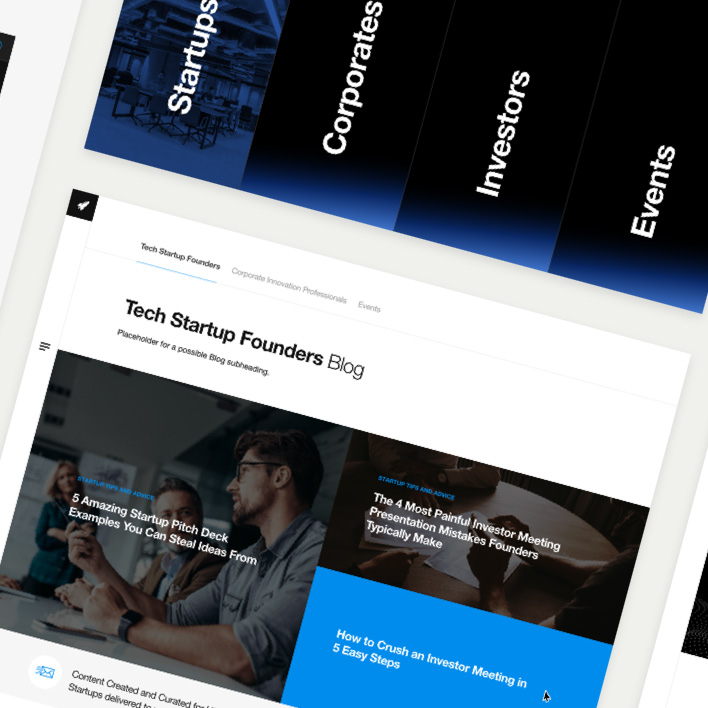 Startups
Corporates
Investors
Events
Tech Startup Founders
Corporate Innovation Professionals
Events
Tech Startup Founders Blog
Placeholder for a possible Blog subheading.
STARTUP TIPS AND ADVICE
5 Amazing Startup Pitch Deck
Examples You Can Steal Ideas From
STARTUP TIPS AND ADVICE
The 4 Most Painful Investor Meeting
Presentation Mistakes Founders
Typically Make
How to Crush an Investor Meeting in
5 Easy Steps
Content Created and Curated for
Startups delivered to